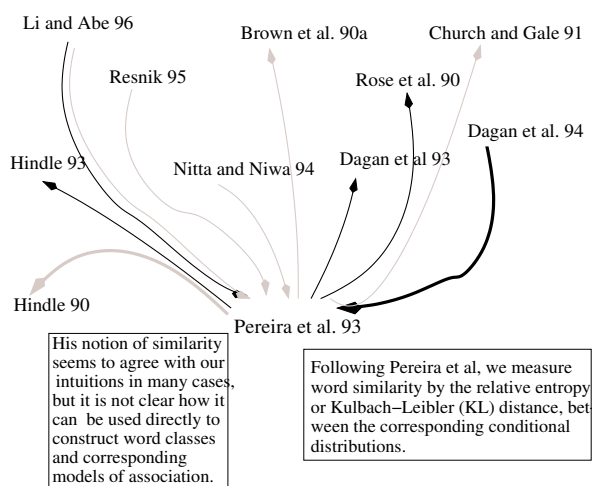 Li and Abe 96
Brown et al. 90a
Church and Gale 91
Resnik 95
Rose et al. 90
Dagan et al. 94
Hindle 93
Nitta and Niwa 94
Dagan et al 93
Hindle 90
Pereira et al. 93
His notion of similarity
seems to agree with our
intuitions in many cases,
but it is not clear how it
can be used directly to
construct word classes
and corresponding
models of association.
Following Pereira et al, we measure
word similarity by the relative entropy
or Kulbach−Leibler (KL) distance, bet-
ween the corresponding conditional
distributions.